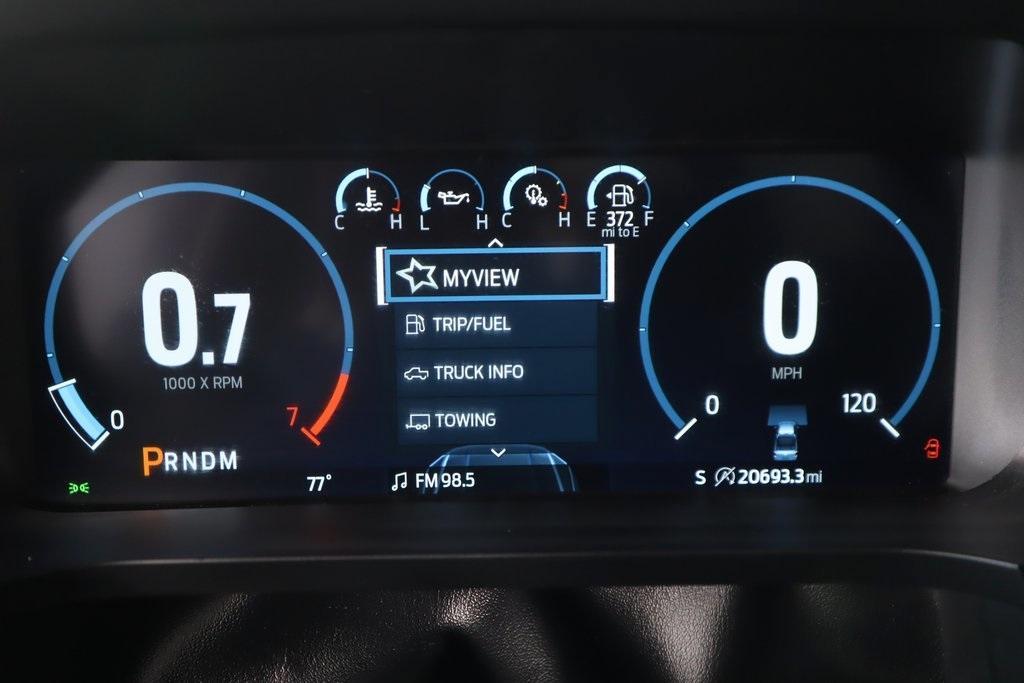 C H L H C H E 372 F
mi to E
MYVIEW
TRIP/FUEL
TRUCK INFO
TOWING
0.7
1000 X RPM
0
7
PRNDM
77°
FM 98.5
0
MPH
0
120
S 20693.3 mi